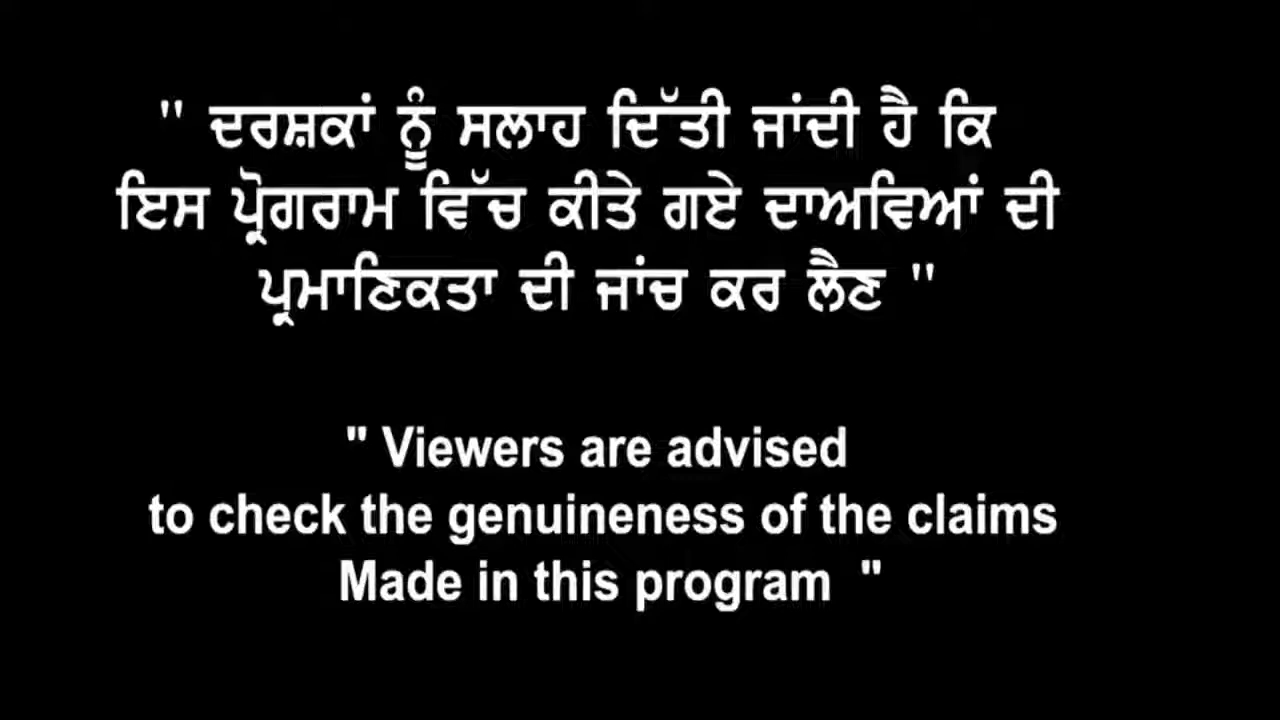 " ਦਰਸ਼ਕਾਂ ਨੂੰ ਸਲਾਹ ਦਿੱਤੀ ਜਾਂਦੀ ਹੈ ਕਿ
ਇਸ ਪ੍ਰੋਗਰਾਮ ਵਿੱਚ ਕੀਤੇ ਗਏ ਦਾਅਵਿਆਂ ਦੀ
ਪ੍ਰਮਾਣਿਕਤਾ ਦੀ ਜਾਂਚ ਕਰ ਲੈਣ "
" Viewers are advised
to check the genuineness of the claims
Made in this program "